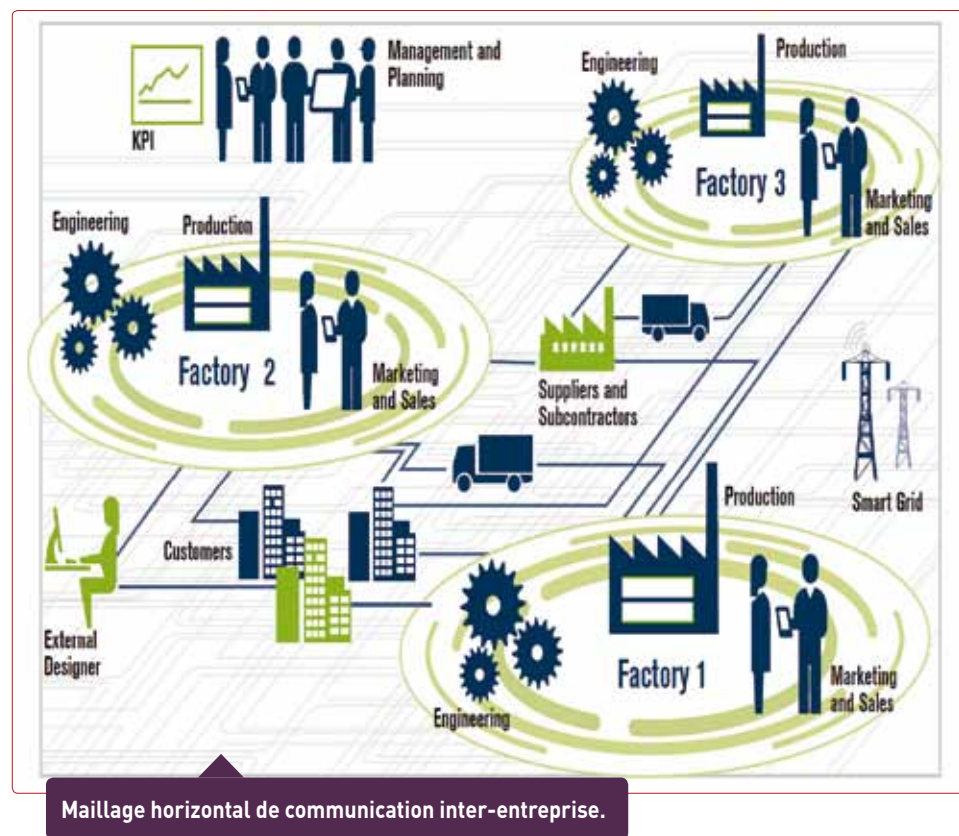 Management and
Planning
KPI
Engineering
Production
Factory 3
Marketing
and Sales
Engineering
Production
Factory 2
Marketing
and Sales
Suppliers and
Subcontractors
Smart Grid
Customers
External
Designer
Production
Factory 1
Engineering
Marketing
and Sales
Maillage horizontal de communication inter-entreprise.